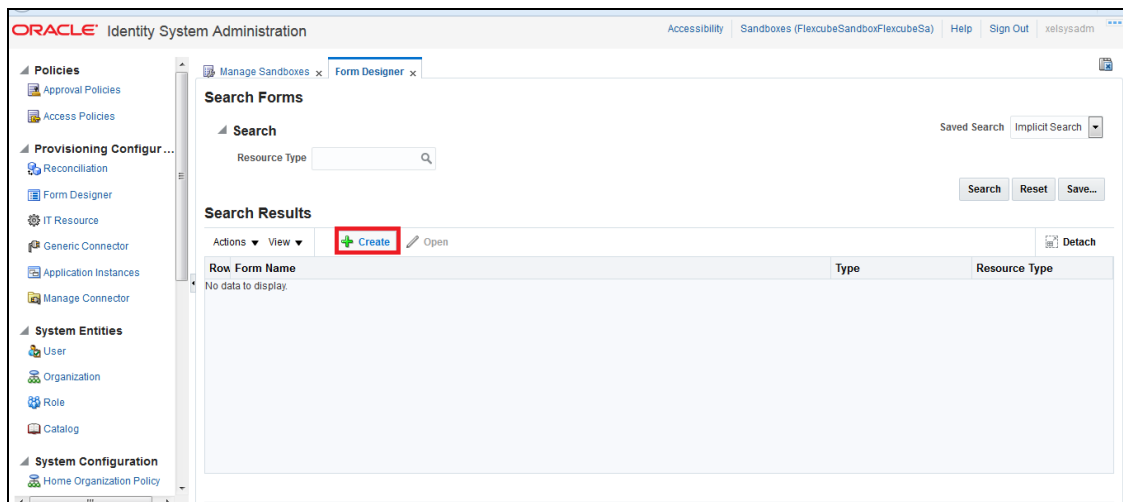 ORACLE Identity System Administration
Accessibility Sandboxes (FlexcubeSandboxFlexcubeSa) Help Sign Out xelsysadm
Policies
Approval Policies
Access Policies
Provisioning Configur...
Reconciliation
Form Designer
IT Resource
Generic Connector
Application Instances
Manage Connector
System Entities
User
Organization
Role
Catalog
System Configuration
Home Organization Policy
Manage Sandboxes x Form Designer x
Search Forms
Search
Saved Search Implicit Search
Resource Type
Search Reset Save...
Search Results
Actions View Create Open Detach
Row Form Name Type Resource Type
No data to display.